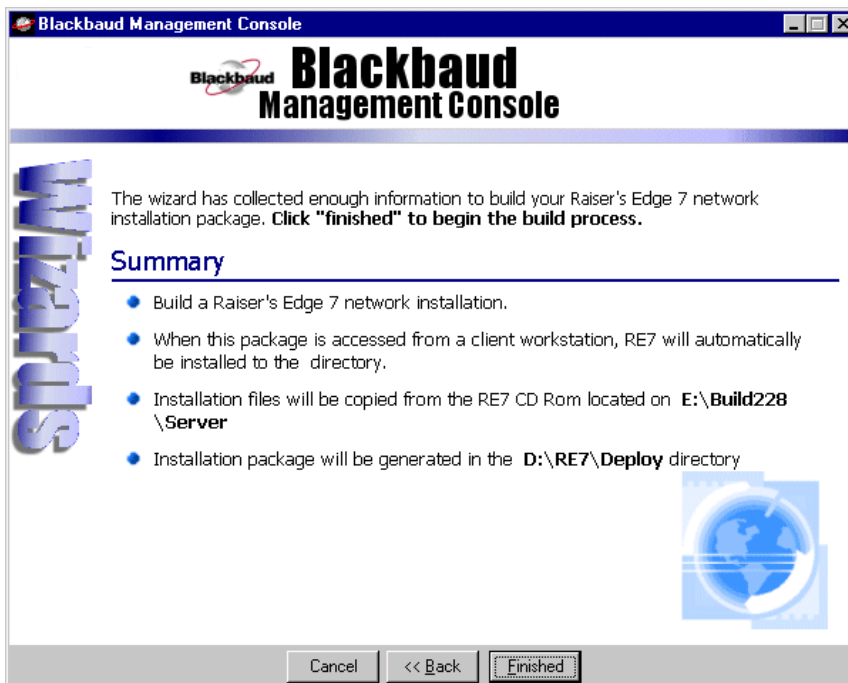 Blackbaud Management Console
Blackbaud Blackbaud
Management Console
Wizards
The wizard has collected enough information to build your Raiser's Edge 7 network
installation package. Click "finished" to begin the build process.
Summary
Build a Raiser's Edge 7 network installation.
When this package is accessed from a client workstation, RE7 will automatically
be installed to the  directory.
Installation files will be copied from the RE7 CD Rom located on  E:\Build228
\Server
Installation package will be generated in the  D:\RE7\Deploy directory
Cancel
<< Back
Finished